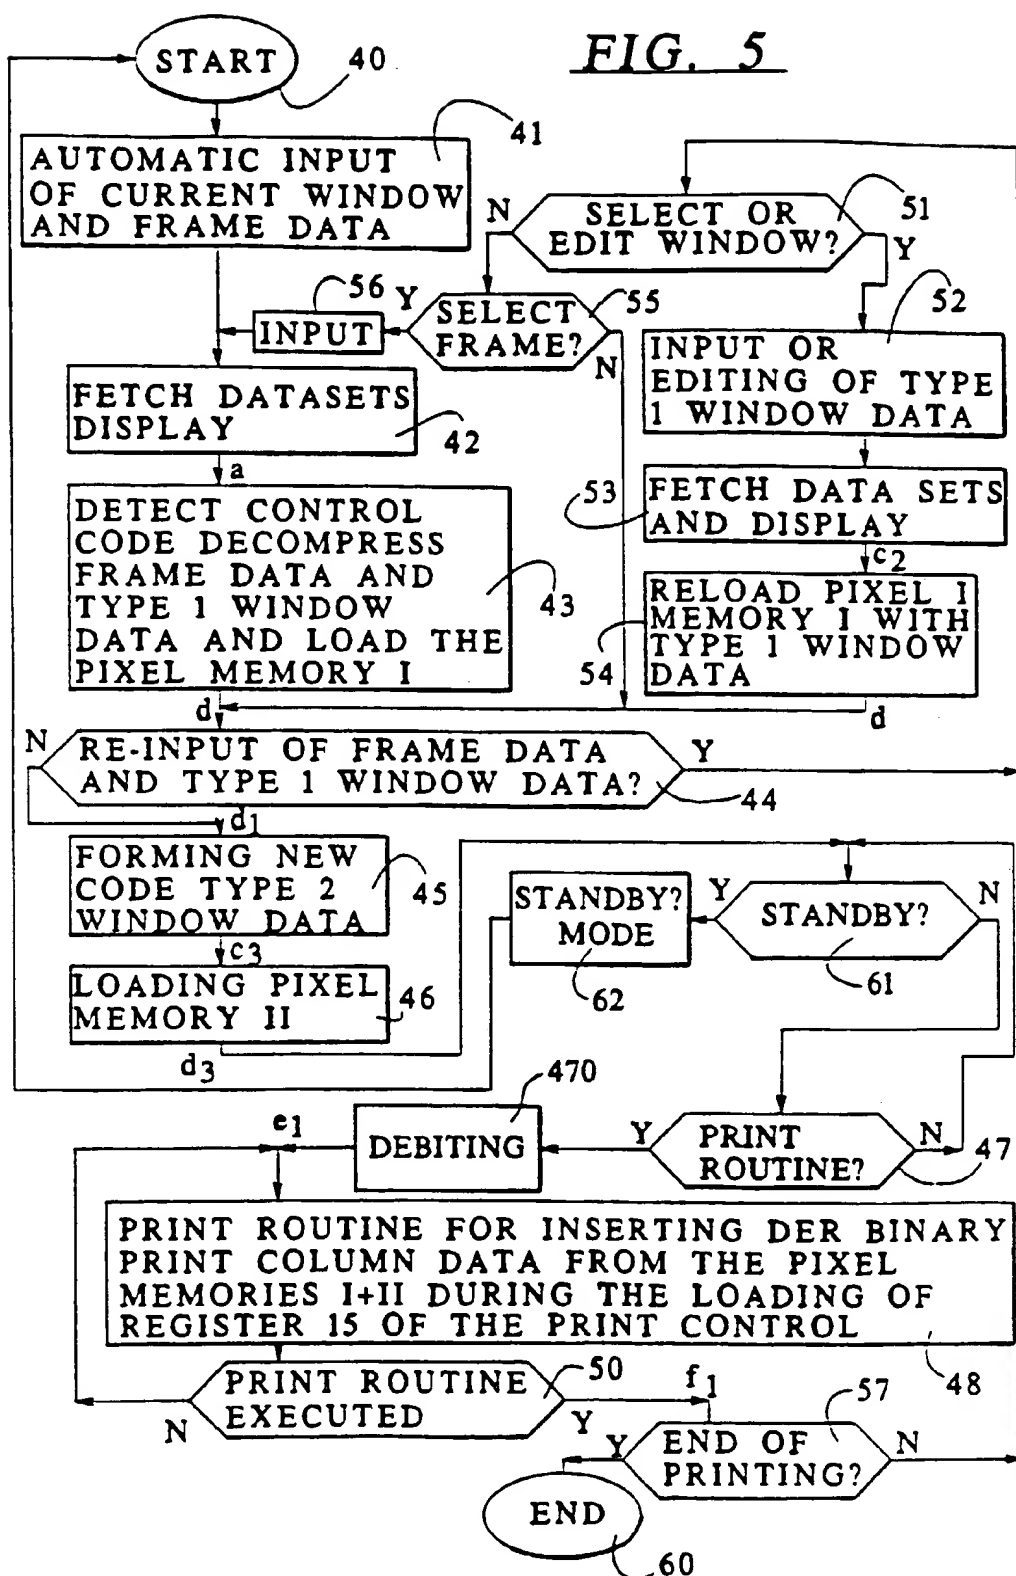 FIG. 5
START
40
41
AUTOMATIC INPUT
OF CURRENT WINDOW
AND FRAME DATA
N
SELECT OR
EDIT WINDOW?
51
Y
56
INPUT
Y
SELECT
FRAME?
55
N
52
INPUT OR
EDITING OF TYPE
1 WINDOW DATA
FETCH DATASETS
DISPLAY
42
a
53
FETCH DATA SETS
AND DISPLAY
c2
DETECT CONTROL
CODE DECOMPRESS
FRAME DATA AND
TYPE 1 WINDOW
DATA AND LOAD THE
PIXEL MEMORY I
43
RELOAD PIXEL I
MEMORY I WITH
TYPE 1 WINDOW
DATA
54
d
d
N
RE-INPUT OF FRAME DATA
AND TYPE 1 WINDOW DATA?
Y
44
d1
FORMING NEW
CODE TYPE 2
WINDOW DATA
45
c3
LOADING PIXEL
MEMORY II
46
d3
STANDBY?
MODE
62
Y
STANDBY?
N
61
470
e1
DEBITING
Y
PRINT
ROUTINE?
N
47
PRINT ROUTINE FOR INSERTING DER BINARY
PRINT COLUMN DATA FROM THE PIXEL
MEMORIES I+II DURING THE LOADING OF
REGISTER 15 OF THE PRINT CONTROL
48
PRINT ROUTINE
EXECUTED
50
N
Y
f1
57
Y
END OF
PRINTING?
N
END
60